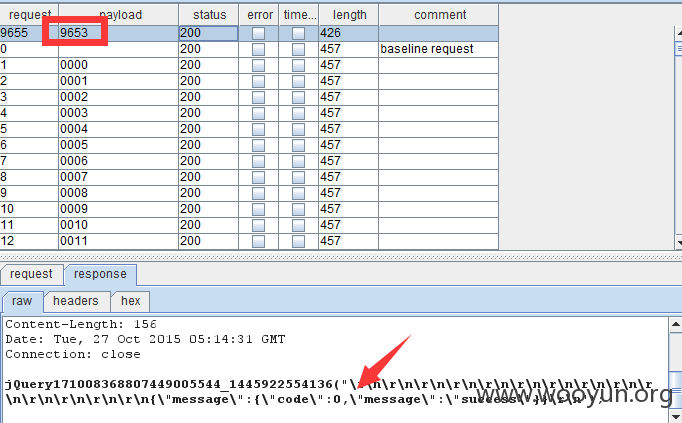 request payload status error time... length comment
9655 9653 200 426
0 200 457 baseline request
1 0000 200 457
2 0001 200 457
3 0002 200 457
4 0003 200 457
5 0004 200 457
6 0005 200 457
7 0006 200 457
8 0007 200 457
9 0008 200 457
10 0009 200 457
11 0010 200 457
12 0011 200 457
request response
raw headers hex
Content-Length: 156
Date: Tue, 27 Oct 2015 05:14:31 GMT
Connection: close
jQuery171008368807449005544_1445922554136("\r\n\r\n\r\n\r\n\r\n\r\n\r\n\r\n\r\n\r
\n\r\n\r\n\r\n\r\n{\"message\":{\"code\":0,\"message\":\"success\"}}\r\n");
www.wooyun.org